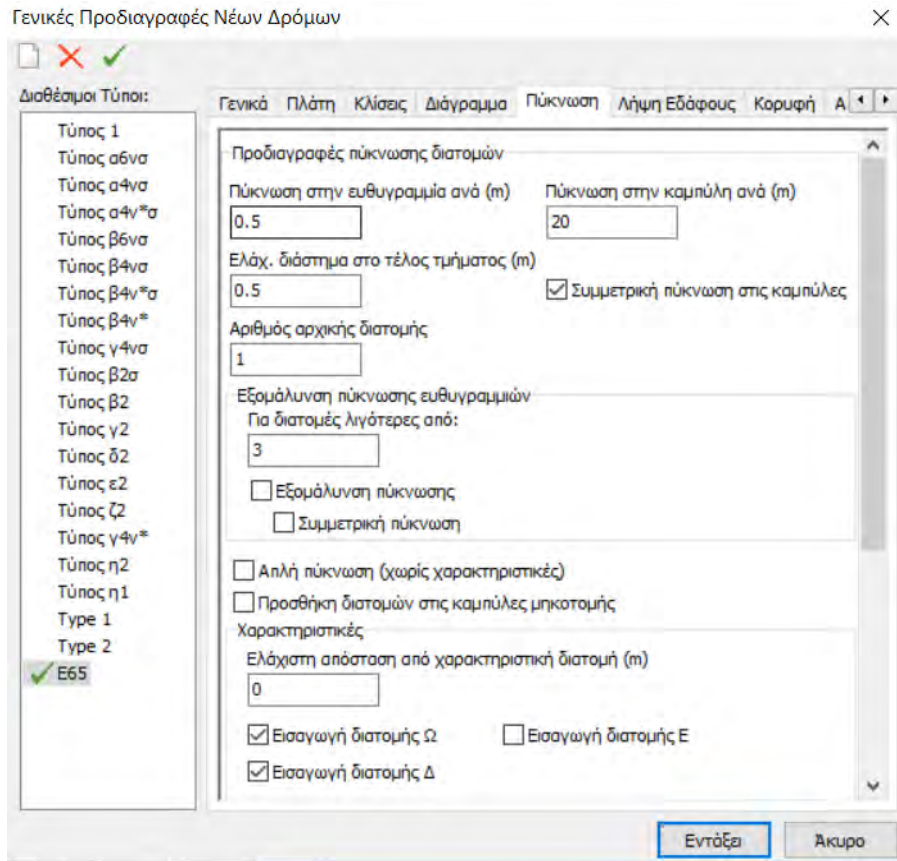 Γενικές Προδιαγραφές Νέων Δρόμων
Διαθέσιμοι Τύποι:
Τύπος 1
Τύπος α6νσ
Τύπος α4νσ
Τύπος α4ν*σ
Τύπος β6νσ
Τύπος β4νσ
Τύπος β4ν*σ
Τύπος β4ν*
Τύπος γ4νσ
Τύπος β2σ
Τύπος β2
Τύπος γ2
Τύπος δ2
Τύπος ε2
Τύπος ζ2
Τύπος γ4ν*
Τύπος η2
Τύπος η1
Type 1
Type 2
E65
Γενικά Πλάτη Κλίσεις Διάγραμμα Πύκνωση Λήψη Εδάφους Κορυφή Α
Προδιαγραφές πύκνωσης διατομών
Πύκνωση στην ευθυγραμμία ανά (m) Πύκνωση στην καμπύλη ανά (m)
0.5 20
Ελάχ. διάστημα στο τέλος τμήματος (m)
0.5 Συμμετρική πύκνωση στις καμπύλες
Αριθμός αρχικής διατομής
1
Εξομάλυνση πύκνωσης ευθυγραμμιών
Για διατομές λιγότερες από:
3
Εξομάλυνση πύκνωσης
Συμμετρική πύκνωση
Απλή πύκνωση (χωρίς χαρακτηριστικές)
Προσθήκη διατομών στις καμπύλες μηκοτομής
Χαρακτηριστικές
Ελάχιστη απόσταση από χαρακτηριστική διατομή (m)
0
Εισαγωγή διατομής Ω Εισαγωγή διατομής Ε
Εισαγωγή διατομής Δ
Εντάξει Άκυρο